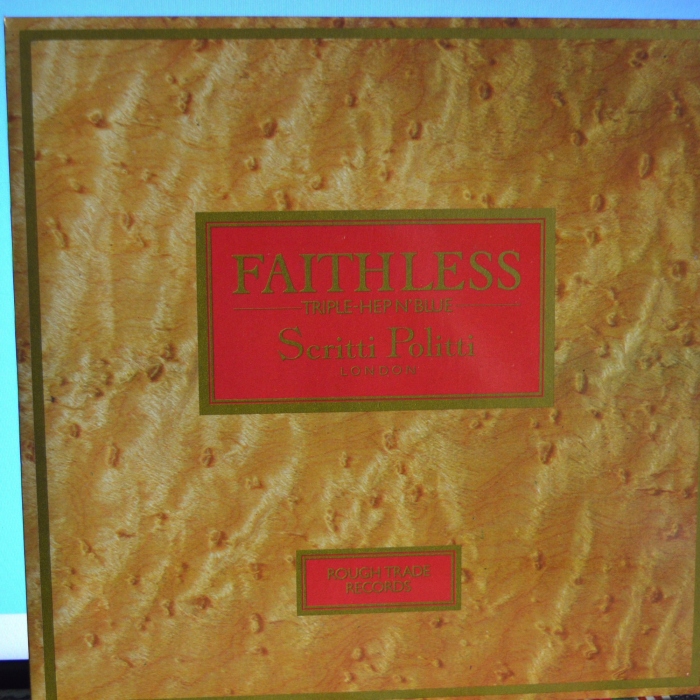 FAITHLESS
TRIPLE-HEP N'BLUE
Scritti Politti
LONDON
ROUGH TRADE
RECORDS